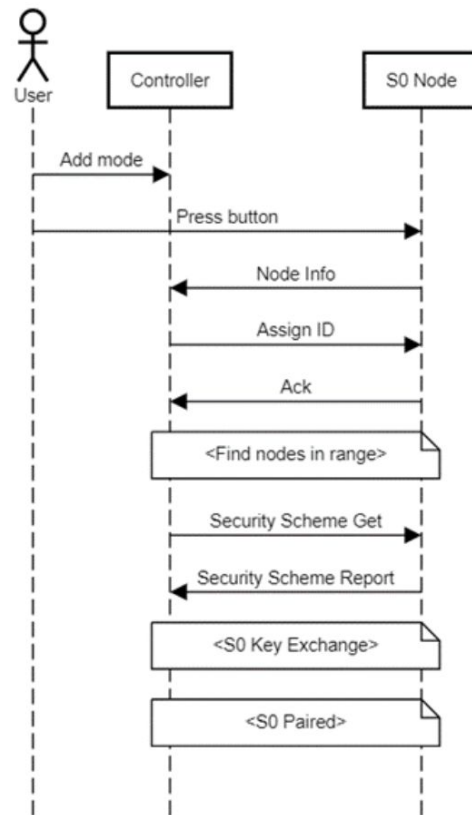 User
Controller
S0 Node
Add mode
Press button
Node Info
Assign ID
Ack
<Find nodes in range>
Security Scheme Get
Security Scheme Report
<S0 Key Exchange>
<S0 Paired>